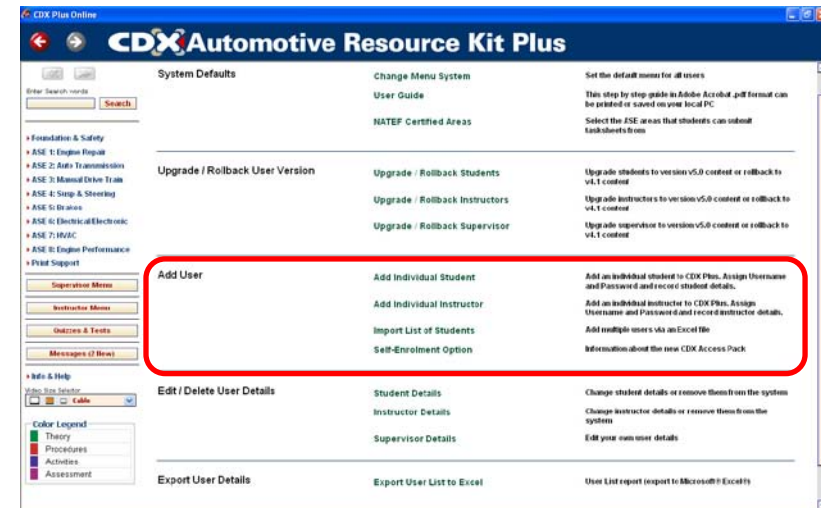 CDX Plus Online
CDX Automotive Resource Kit Plus
Enter Search words
Search
Foundation & Safety
ASE 1: Engine Repair
ASE 2: Auto Transmission
ASE 3: Manual Drive Train
ASE 4: Susp & Steering
ASE 5: Brakes
ASE 6: Electrical/Electronic
ASE 7: HVAC
ASE 8: Engine Performance
Print Support
Supervisor Menu
Instructor Menu
Quizzes & Tests
Messages (2 New)
Info & Help
Video Size Selector
Cable
Color Legend
Theory
Procedures
Activities
Assessment
System Defaults
Change Menu System
Set the default menu for all users
User Guide
This step by step guide in Adobe Acrobat .pdf format can
be printed or saved on your local PC
NATEF Certified Areas
Select the ASE areas that students can submit
tasksheets from
Upgrade / Rollback User Version
Upgrade / Rollback Students
Upgrade students to version v5.0 content or rollback to
v4.1 content
Upgrade / Rollback Instructors
Upgrade instructors to version v5.0 content or rollback to
v4.1 content
Upgrade / Rollback Supervisor
Upgrade supervisor to version v5.0 content or rollback to
v4.1 content
Add User
Add Individual Student
Add an individual student to CDX Plus. Assign Username
and Password and record student details.
Add Individual Instructor
Add an individual instructor to CDX Plus. Assign
Username and Password and record instructor details.
Import List of Students
Add multiple users via an Excel file
Self-Enrolment Option
Information about the new CDX Access Pack
Edit / Delete User Details
Student Details
Change student details or remove them from the system
Instructor Details
Change instructor details or remove them from the
system
Supervisor Details
Edit your own user details
Export User Details
Export User List to Excel
User List report (export to Microsoft® Excel®)